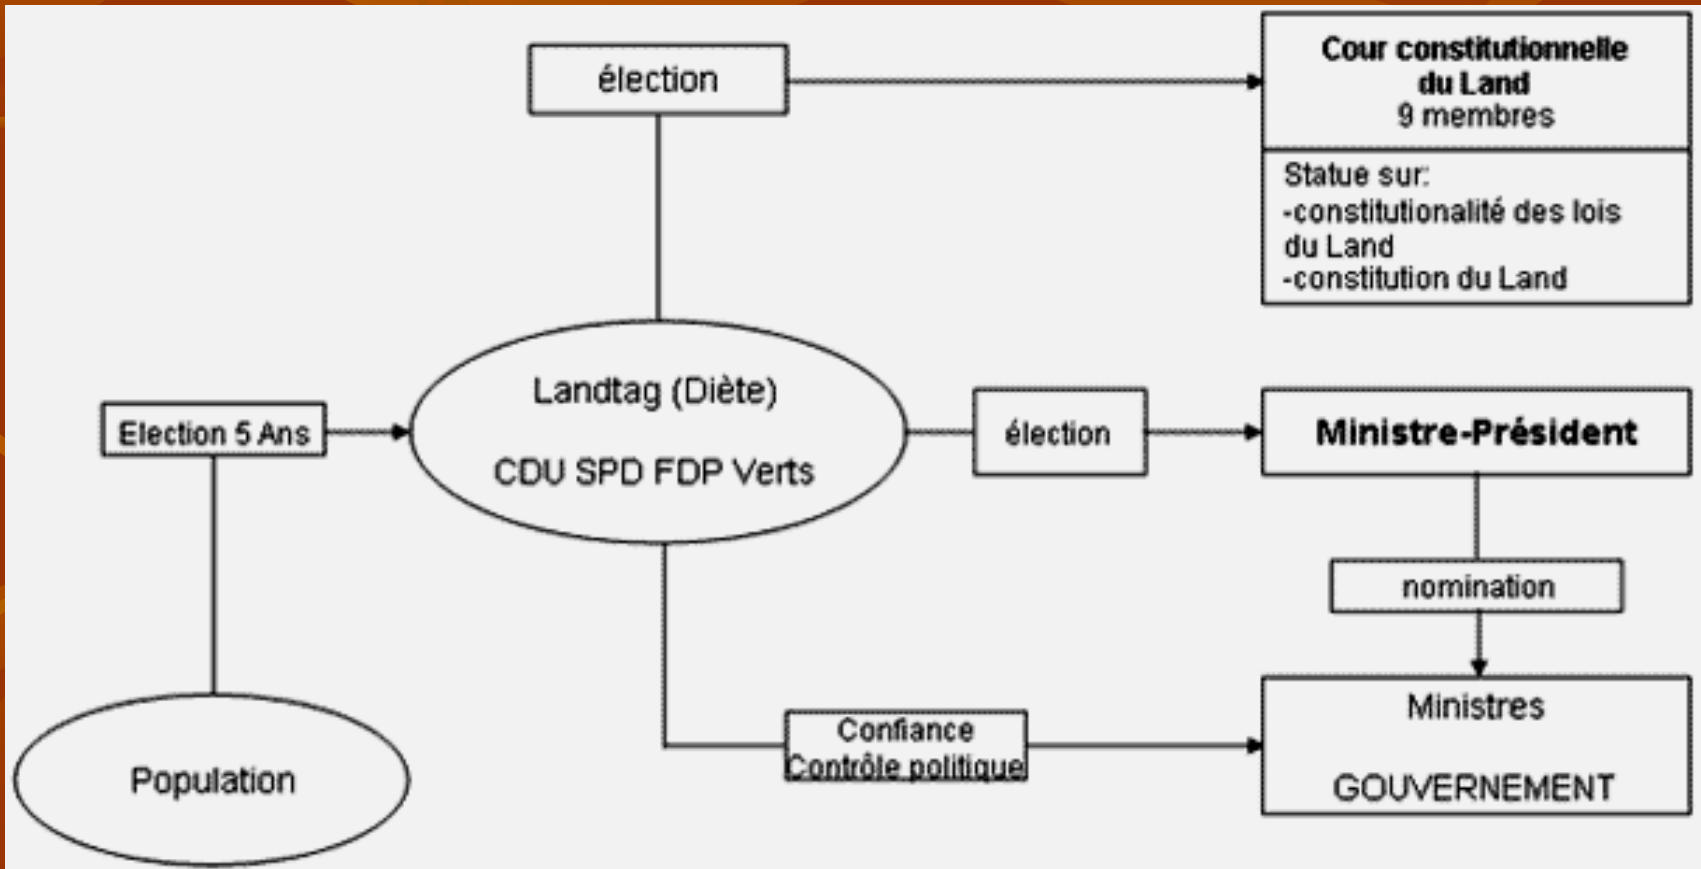 élection
Cour constitutionnelle
du Land
9 membres
Statue sur:
-constitutionalité des lois
du Land
-constitution du Land
Landtag (Diète)
CDU SPD FDP Verts
Election 5 Ans
élection
Ministre-Président
nomination
Confiance
Contrôle politique
Ministres
GOUVERNEMENT
Population